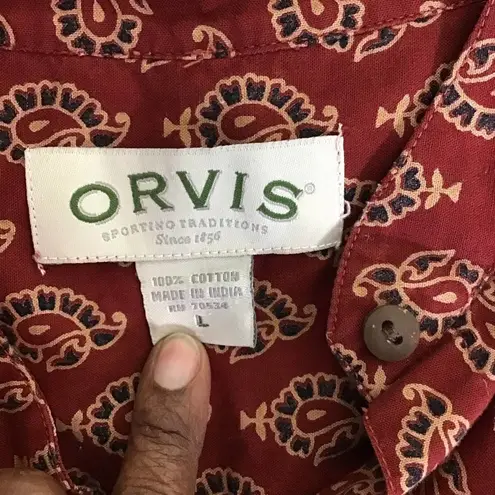 ORVIS®
SPORTING TRADITIONS
Since 1856
100% COTTON
MADE IN INDIA
RN 70534
L